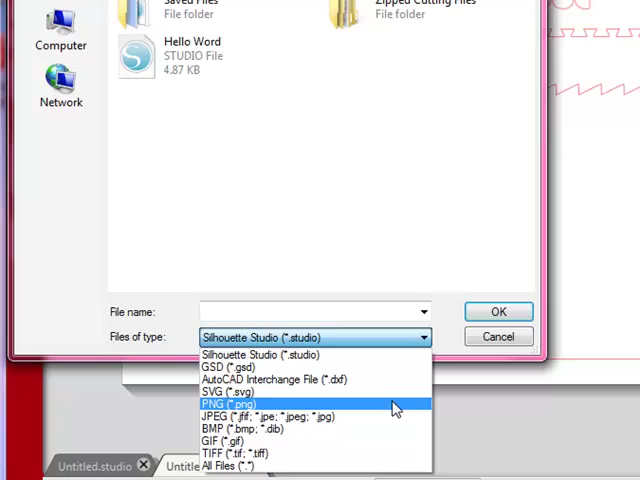 Saved Files
File folder
Zipped Cutting Files
File folder
Computer
Hello Word
STUDIO File
4.87 KB
Network
File name:
OK
Files of type:
Silhouette Studio (*.studio)
Cancel
Silhouette Studio (*.studio)
GSD (*.gsd)
AutoCAD Interchange File (*.dxf)
SVG (*.svg)
PNG (*.png)
JPEG (*.jfif; *.jpe; *.jpeg; *.jpg)
BMP (*.bmp; *.dib)
GIF (*.gif)
TIFF (*.tif; *.tiff)
All Files (*.*)
Untitled.studio
Untitle